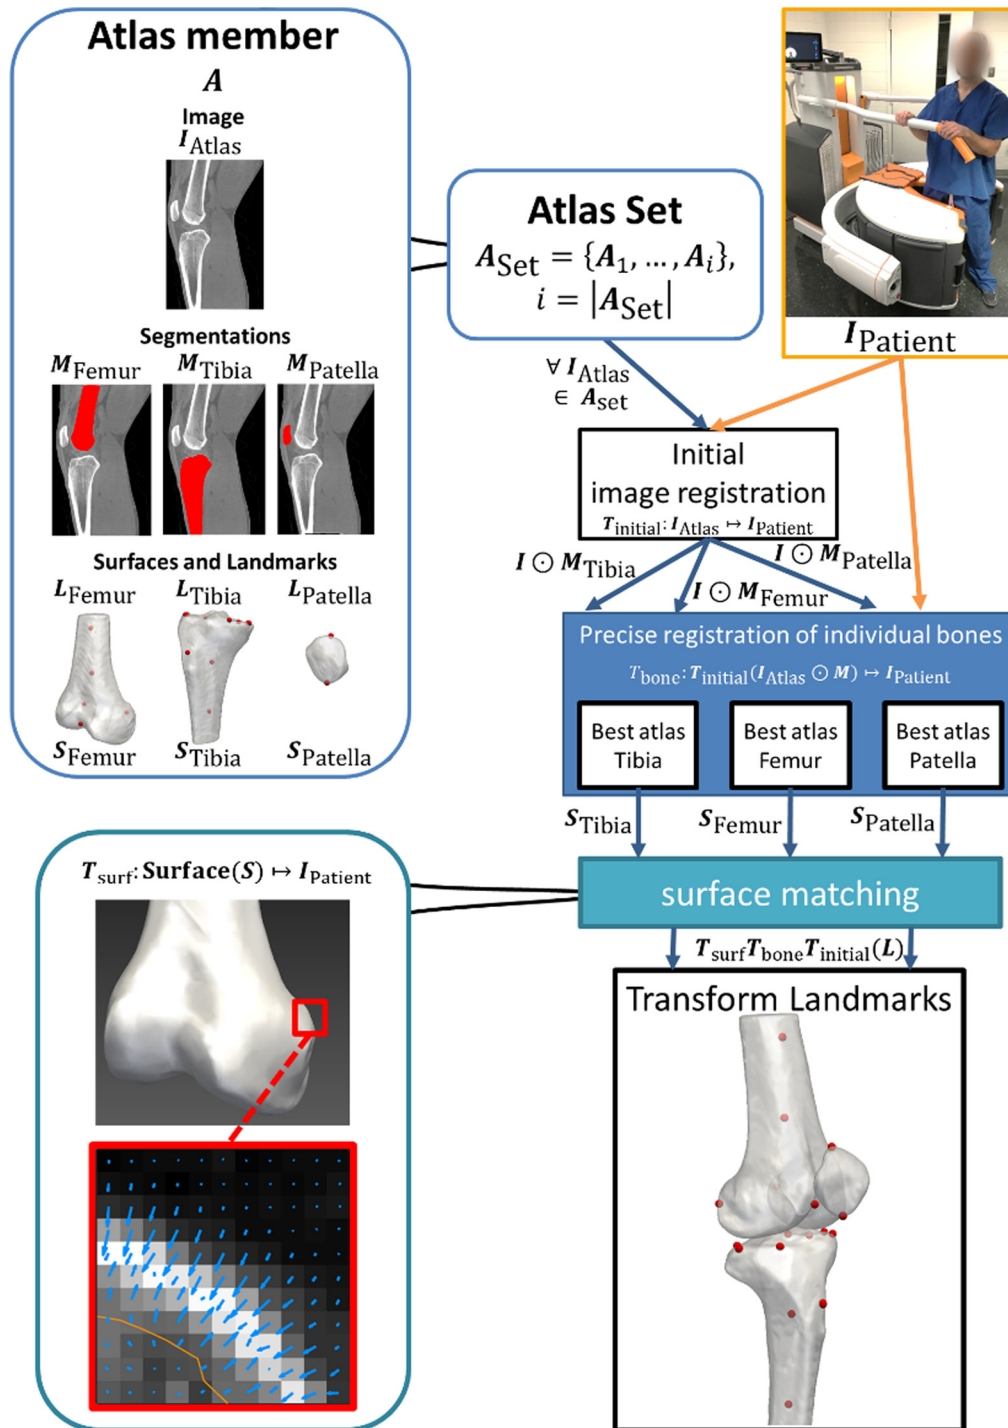 Atlas member
A
Image
I_Atlas
Segmentations
M_Femur M_Tibia M_Patella
Surfaces and Landmarks
L_Femur L_Tibia L_Patella
S_Femur S_Tibia S_Patella
Atlas Set
A_Set = {A_1, …, A_i},
i = |A_Set|
I_Patient
∀ I_Atlas
∈ A_set
Initial
image registration
T_initial: I_Atlas ↦ I_Patient
I ⊙ M_Tibia
I ⊙ M_Femur
I ⊙ M_Patella
Precise registration of individual bones
T_bone: T_initial(I_Atlas ⊙ M) ↦ I_Patient
Best atlas
Tibia
Best atlas
Femur
Best atlas
Patella
S_Tibia S_Femur S_Patella
surface matching
T_surf: Surface(S) ↦ I_Patient
T_surf T_bone T_initial(L)
Transform Landmarks